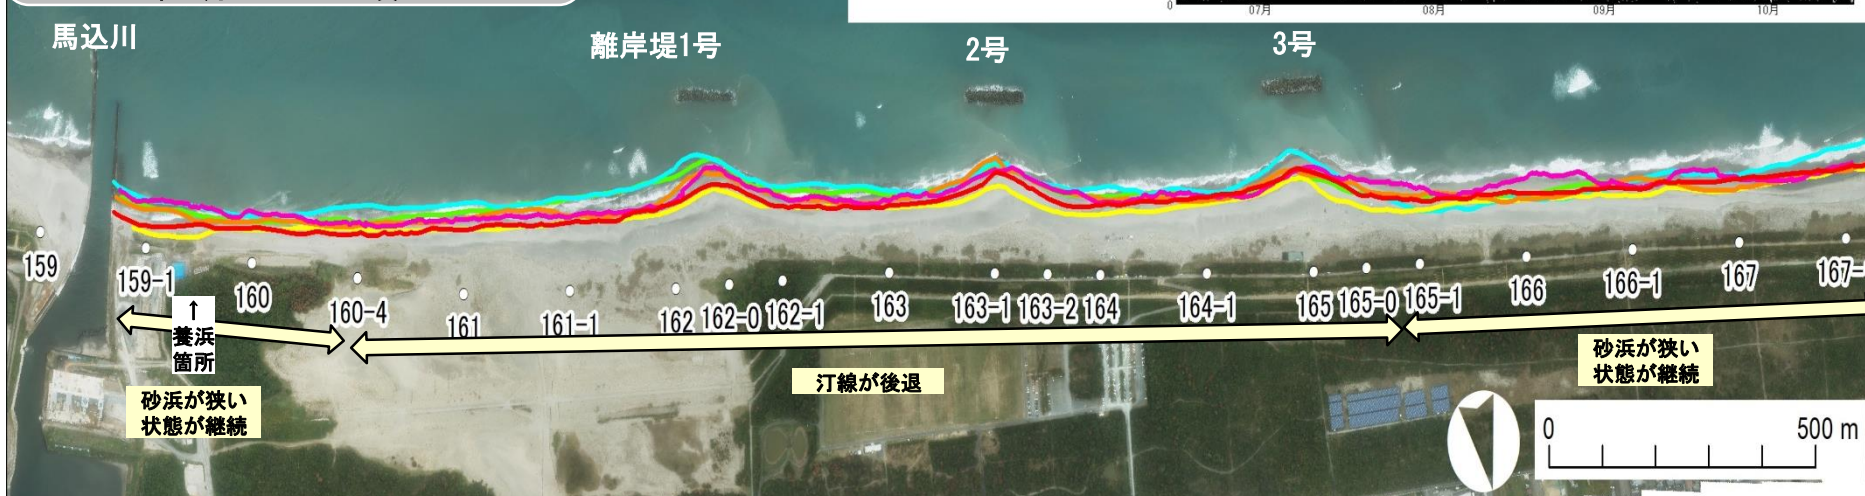 0
07月
08月
09月
10月
馬込川
離岸堤1号
2号
3号
159
159-1
160
160-4
161
161-1
162
162-0
162-1
163
163-1
163-2
164
164-1
165
165-0
165-1
166
166-1
167
167-
↑
養浜
箇所
砂浜が狭い
状態が継続
汀線が後退
砂浜が狭い
状態が継続
0
500 m